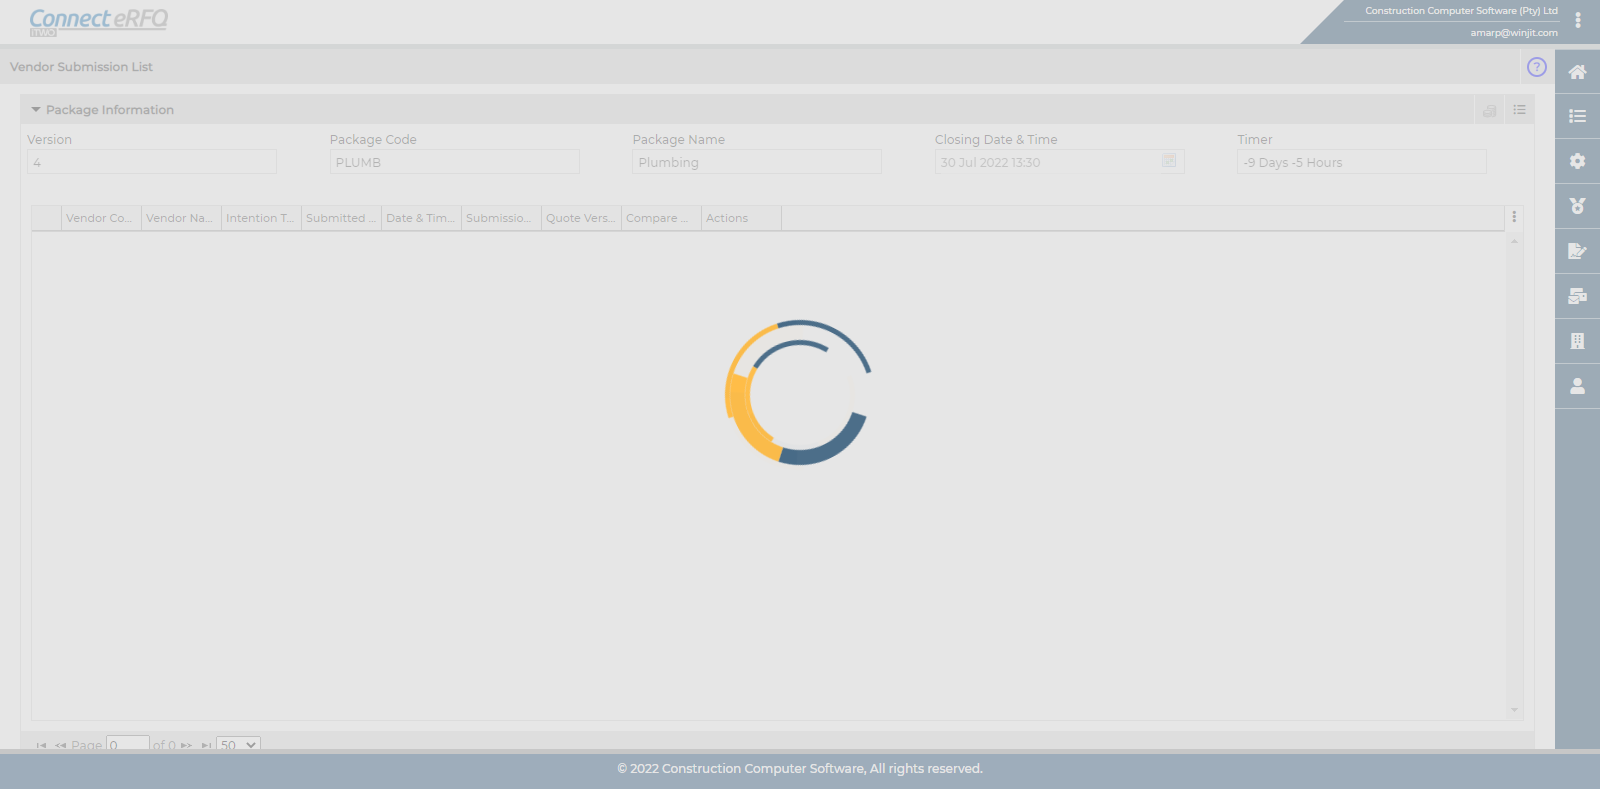 Connect eRFQ
iTWO
Construction Computer Software (Pty) Ltd
amarp@winjit.com
Vendor Submission List
?
Package Information
Version
Package Code
Package Name
Closing Date & Time
Timer
4
PLUMB
Plumbing
30 Jul 2022 13:30
-9 Days -5 Hours
Vendor Co... Vendor Na... Intention T... Submitted ... Date & Tim... Submissio... Quote Vers... Compare ... Actions
Page 0 of 0 50
© 2022 Construction Computer Software, All rights reserved.